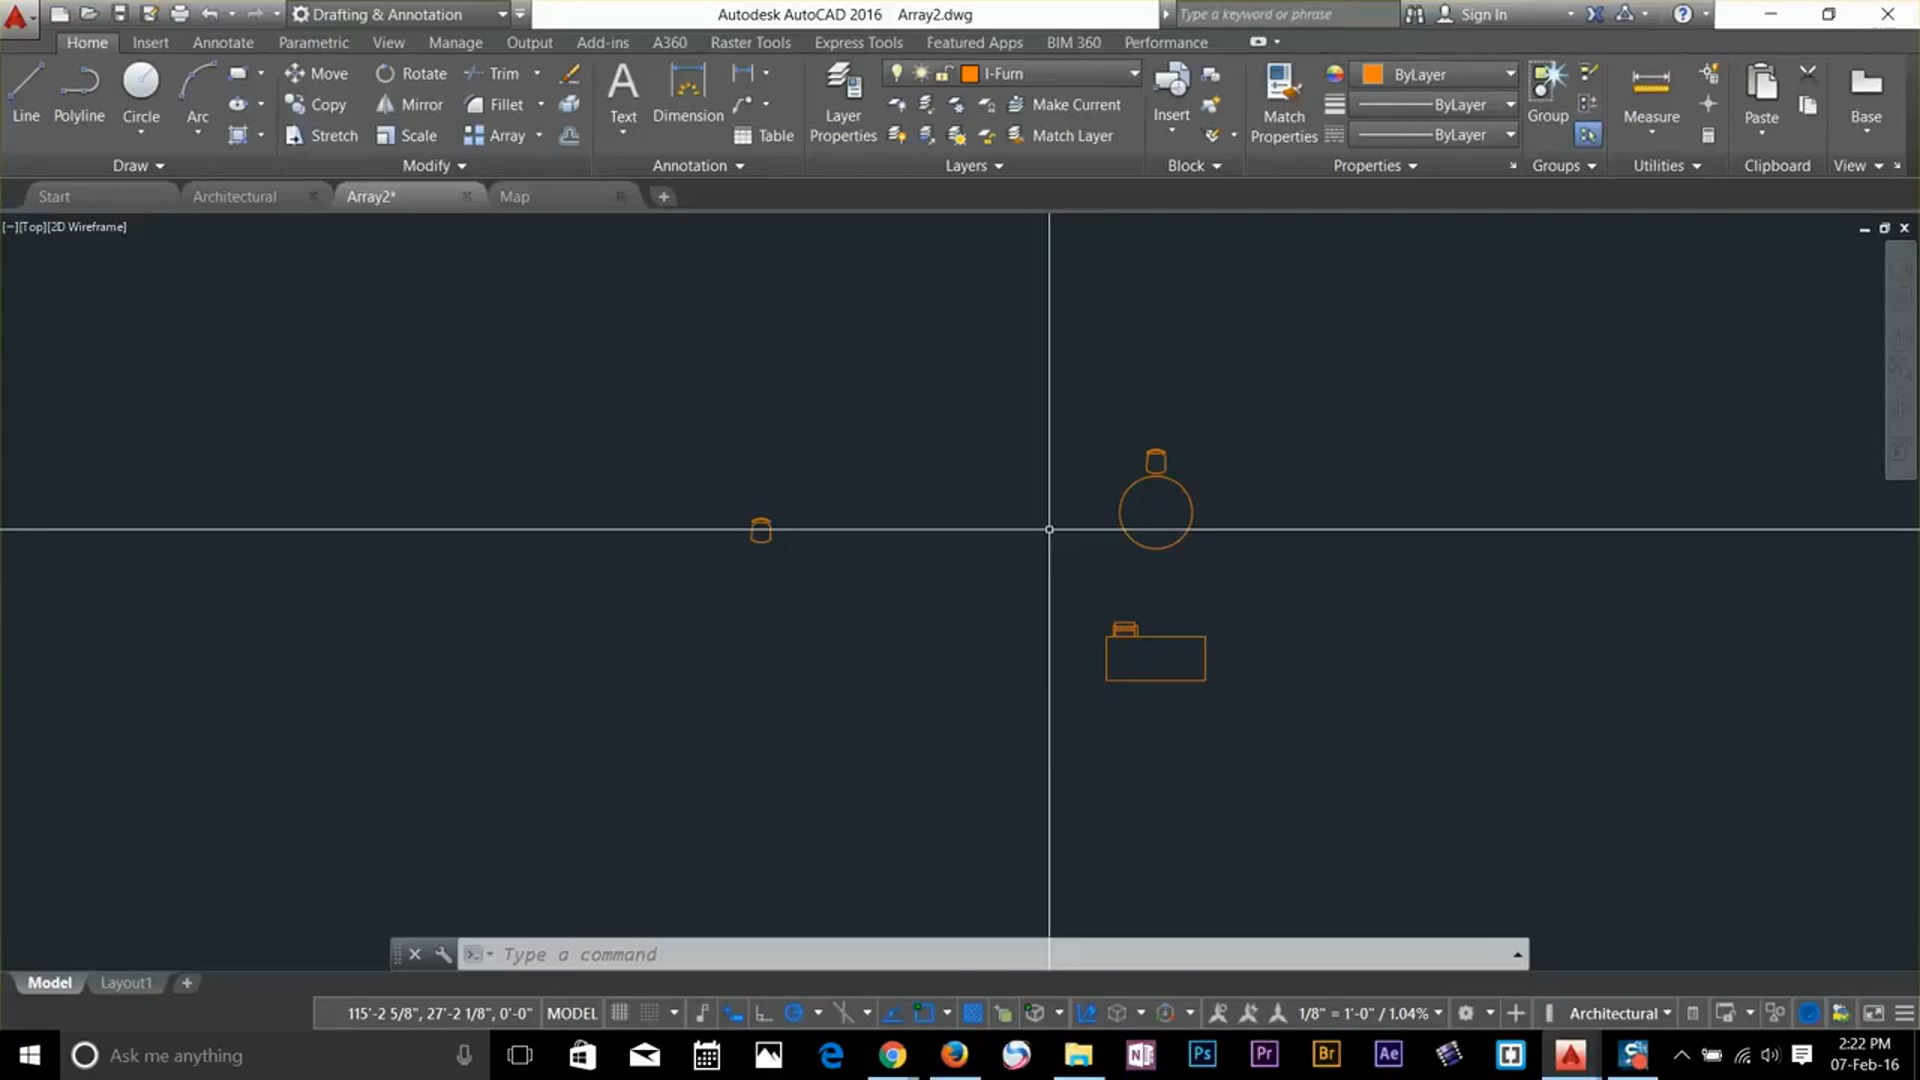 Drafting & Annotation
Autodesk AutoCAD 2016 Array2.dwg
Type a keyword or phrase
Sign In
Home Insert Annotate Parametric View Manage Output Add-ins A360 Raster Tools Express Tools Featured Apps BIM 360 Performance
Line Polyline Circle Arc
Move Rotate Trim
Copy Mirror Fillet
Stretch Scale Array
Text Dimension Table
Layer Properties
I-Furn
Make Current
Match Layer
Insert
Match Properties
ByLayer
ByLayer
ByLayer
Group Measure Paste Base
Draw Modify Annotation Layers Block Properties Groups Utilities Clipboard View
Start Architectural Array2* Map
[−][Top][2D Wireframe]
Type a command
Model Layout1
115'-2 5/8", 27'-2 1/8", 0'-0" MODEL 1/8" = 1'-0" / 1.04% Architectural
Ask me anything
Ps Pr Br Ae
2:22 PM
07-Feb-16